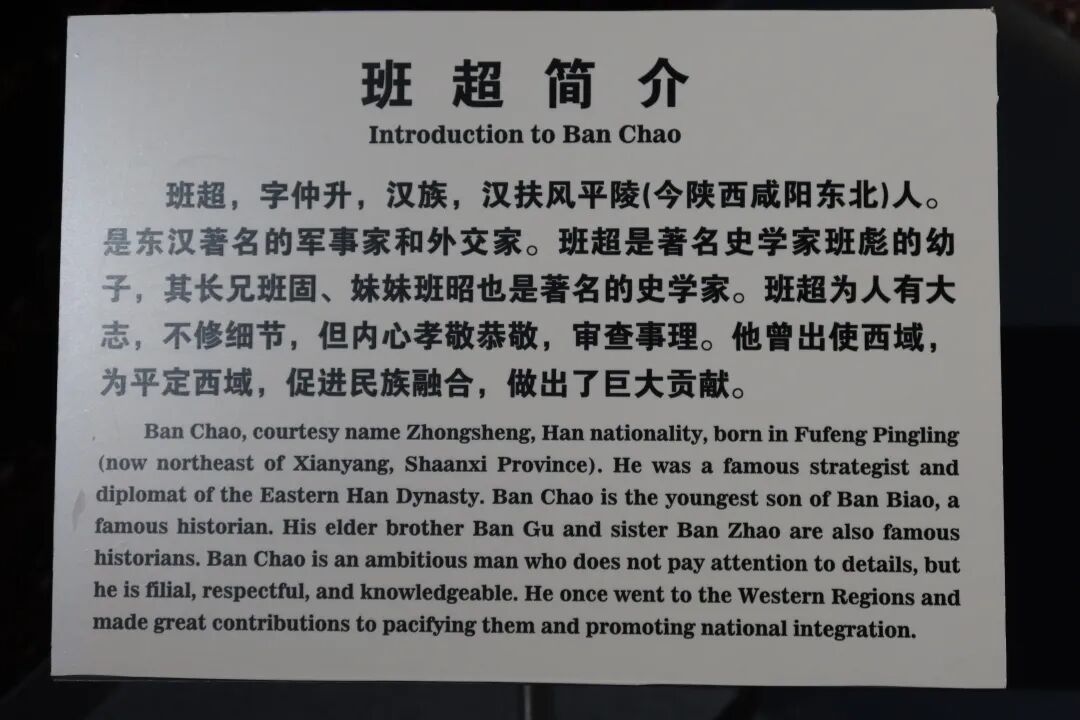 班超简介
Introduction to Ban Chao
班超，字仲升，汉族，汉扶风平陵(今陕西咸阳东北)人。
是东汉著名的军事家和外交家。班超是著名史学家班彪的幼
子，其长兄班固、妹妹班昭也是著名的史学家。班超为人有大
志，不修细节，但内心孝敬恭敬，审查事理。他曾出使西域，
为平定西域，促进民族融合，做出了巨大贡献。
Ban Chao, courtesy name Zhongsheng, Han nationality, born in Fufeng Pingling
(now northeast of Xianyang, Shaanxi Province). He was a famous strategist and
diplomat of the Eastern Han Dynasty. Ban Chao is the youngest son of Ban Biao, a
famous historian. His elder brother Ban Gu and sister Ban Zhao are also famous
historians. Ban Chao is an ambitious man who does not pay attention to details, but
he is filial, respectful, and knowledgeable. He once went to the Western Regions and
made great contributions to pacifying them and promoting national integration.